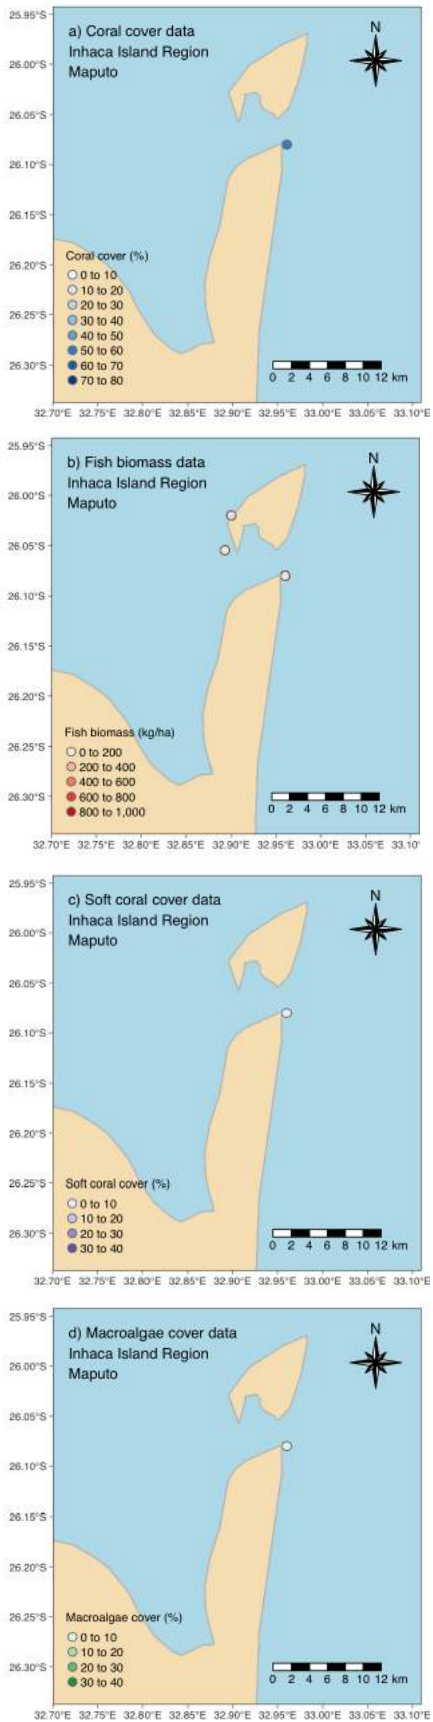 a) Coral cover data
Inhaca Island Region
Maputo
N
25.95°S
26.00°S
26.05°S
26.10°S
26.15°S
26.20°S
26.25°S
26.30°S
Coral cover (%)
0 to 10
10 to 20
20 to 30
30 to 40
40 to 50
50 to 60
60 to 70
70 to 80
0 2 4 6 8 10 12 km
32.70°E 32.75°E 32.80°E 32.85°E 32.90°E 32.95°E 33.00°E 33.05°E 33.10°E
b) Fish biomass data
Inhaca Island Region
Maputo
N
25.95°S
26.00°S
26.05°S
26.10°S
26.15°S
26.20°S
26.25°S
26.30°S
Fish biomass (kg/ha)
0 to 200
200 to 400
400 to 600
600 to 800
800 to 1,000
0 2 4 6 8 10 12 km
32.70°E 32.75°E 32.80°E 32.85°E 32.90°E 32.95°E 33.00°E 33.05°E 33.10°
c) Soft coral cover data
Inhaca Island Region
Maputo
N
25.95°S
26.00°S
26.05°S
26.10°S
26.15°S
26.20°S
26.25°S
26.30°S
Soft coral cover (%)
0 to 10
10 to 20
20 to 30
30 to 40
0 2 4 6 8 10 12 km
32.70°E 32.75°E 32.80°E 32.85°E 32.90°E 32.95°E 33.00°E 33.05°E 33.10°E
d) Macroalgae cover data
Inhaca Island Region
Maputo
N
25.95°S
26.00°S
26.05°S
26.10°S
26.15°S
26.20°S
26.25°S
26.30°S
Macroalgae cover (%)
0 to 10
10 to 20
20 to 30
30 to 40
0 2 4 6 8 10 12 km
32.70°E 32.75°E 32.80°E 32.85°E 32.90°E 32.95°E 33.00°E 33.05°E 33.10°E